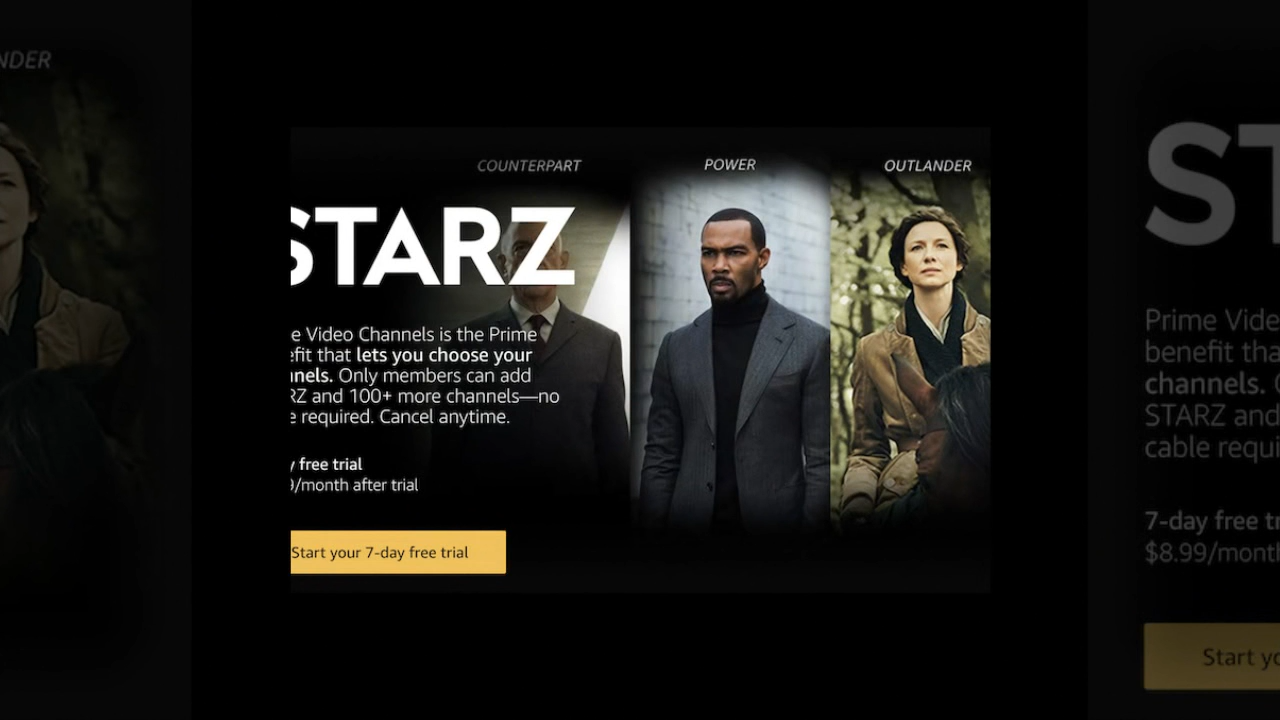 NDER
COUNTERPART
POWER
OUTLANDER
STARZ
e Video Channels is the Prime
efit that lets you choose your
nnels. Only members can add
RZ and 100+ more channels—no
e required. Cancel anytime.
y free trial
9/month after trial
Start your 7-day free trial
ST
Prime Vide
benefit tha
channels.
STARZ and
cable requi
7-day free tr
$8.99/month
Start yo